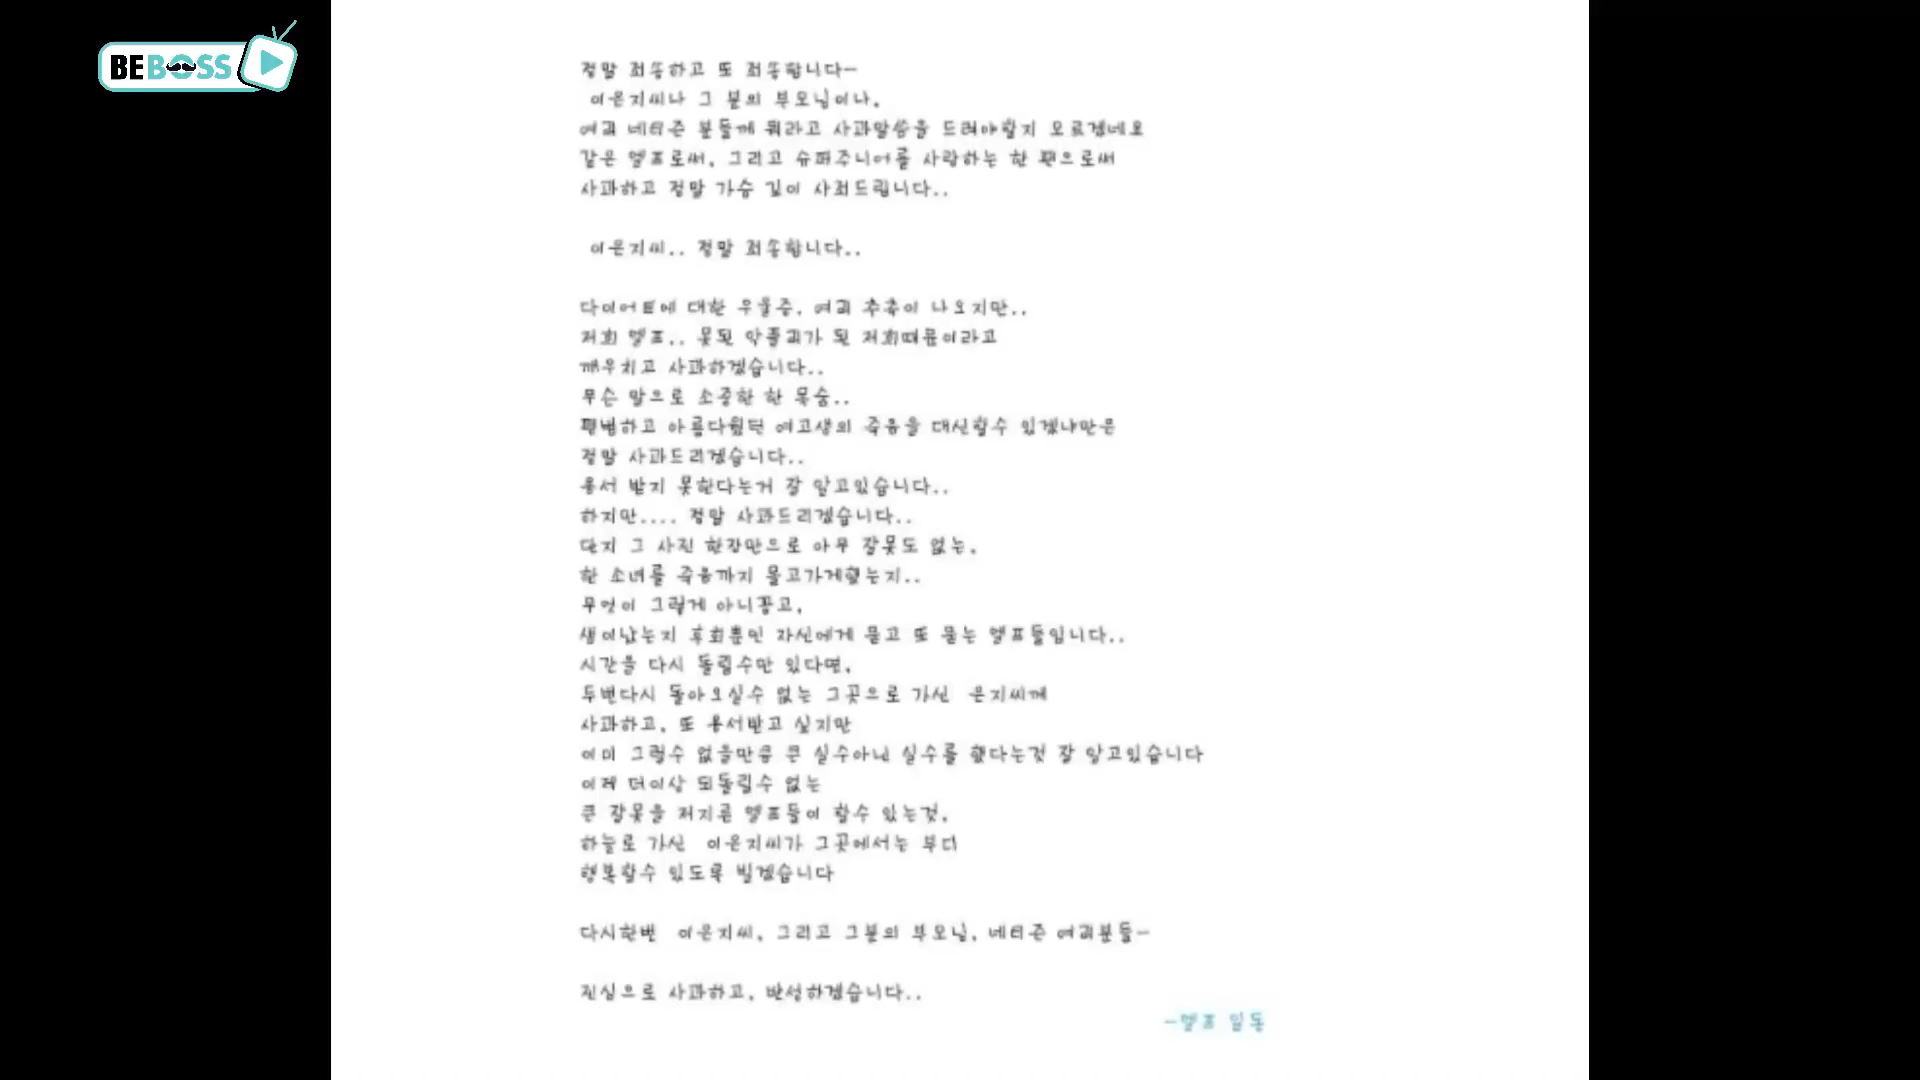 BEBOSS
정말 죄송하고 또 죄송합니다-
이은지씨나 그 분의 부모님이나,
여러 네티즌 분들께 뭐라고 사과말씀을 드려야할지 모르겠네요
같은 엘프로써, 그리고 슈퍼주니어를 사랑하는 한 팬으로써
사과하고 정말 가슴 깊이 사죄드립니다..
이은지씨.. 정말 죄송합니다..
다이어트에 대한 우울증, 여러 추측이 나오지만..
저희 엘프.. 못된 악플러가 된 저희때문이라고
깨우치고 사과하겠습니다..
무슨 말으로 소중한 한 목숨..
평범하고 아름다웠던 여고생의 죽음을 대신할수 있겠냐만은
정말 사과드리겠습니다..
용서 받지 못한다는거 잘 알고있습니다..
하지만.... 정말 사과드리겠습니다..
단지 그 사진 한장만으로 아무 잘못도 없는,
한 소녀를 죽음까지 몰고가게했는지..
무엇이 그렇게 아니꼽고,
샘이났는지 후회뿐인 자신에게 묻고 또 묻는 엘프들입니다..
시간을 다시 돌릴수만 있다면,
두번다시 돌아오실수 없는 그곳으로 가신 은지씨께
사과하고, 또 용서받고 싶지만
이미 그럴수 없을만큼 큰 실수아닌 실수를 했다는것 잘 알고있습니다
이제 더이상 되돌릴수 없는
큰 잘못을 저지른 엘프들이 할수 있는것,
하늘로 가신 이은지씨가 그곳에서는 부디
행복할수 있도록 빌겠습니다
다시한번 이은지씨, 그리고 그분의 부모님, 네티즌 여러분들-
진심으로 사과하고, 반성하겠습니다..
-엘프 일동